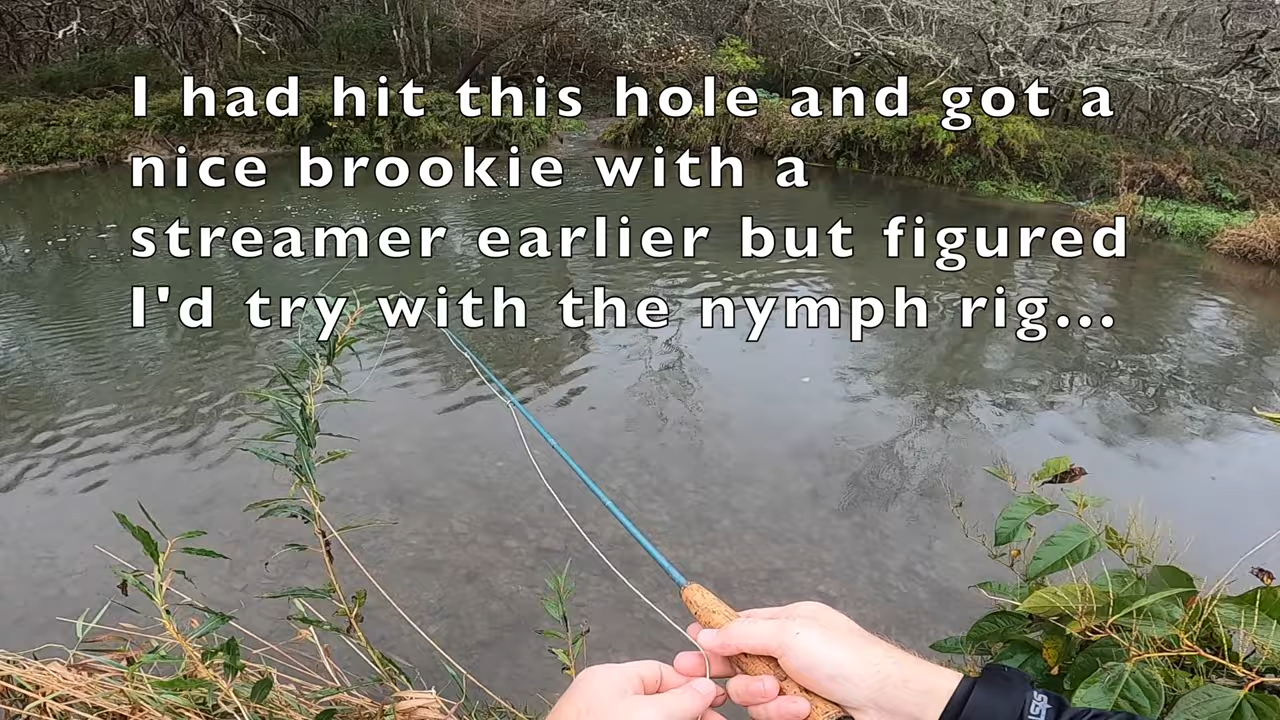 I had hit this hole and got a
nice brookie with a
streamer earlier but figured
I'd try with the nymph rig...